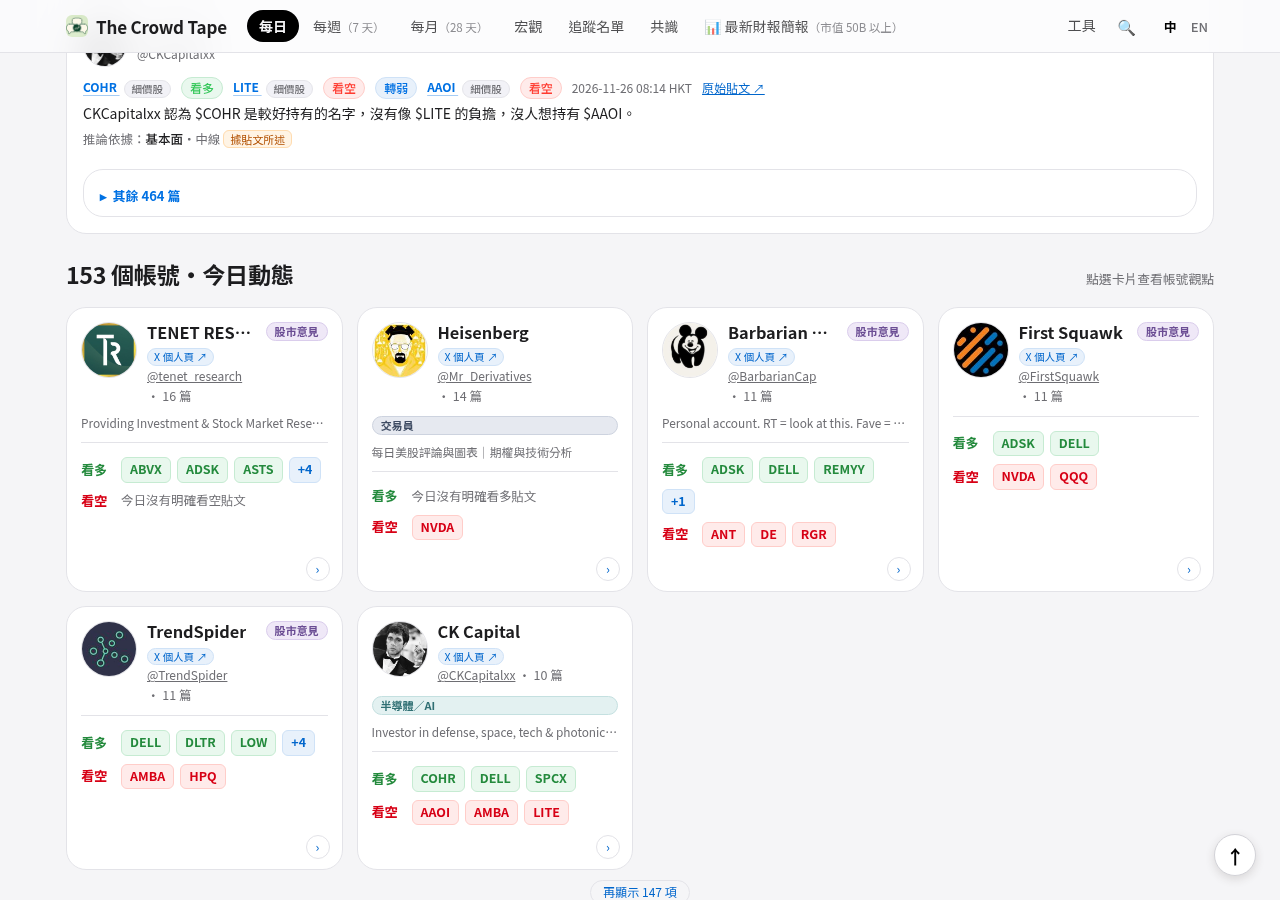 The Crowd Tape 每日 每週（7 天） 每月（28 天） 宏觀 追蹤名單 共識 📊 最新財報簡報（市值 50B 以上） 工具 🔍 中 EN
@CKCapitalxx
COHR 細價股 看多 LITE 細價股 看空 轉弱 AAOI 細價股 看空 2026-11-26 08:14 HKT 原始貼文 ↗
CKCapitalxx 認為 $COHR 是較好持有的名字，沒有像 $LITE 的負擔，沒人想持有 $AAOI。
推論依據：基本面・中線 據貼文所述
▸ 其餘 464 篇
153 個帳號・今日動態 點選卡片查看帳號觀點
TENET RES… 股市意見
X 個人頁 ↗
@tenet_research
・ 16 篇
Providing Investment & Stock Market Rese…
看多 ABVX ADSK ASTS +4
看空 今日沒有明確看空貼文
›
Heisenberg
X 個人頁 ↗
@Mr_Derivatives
・ 14 篇
交易員
每日美股評論與圖表｜期權與技術分析
看多 今日沒有明確看多貼文
看空 NVDA
›
Barbarian … 股市意見
X 個人頁 ↗
@BarbarianCap
・ 11 篇
Personal account. RT = look at this. Fave = …
看多 ADSK DELL REMYY
+1
看空 ANT DE RGR
›
First Squawk 股市意見
X 個人頁 ↗
@FirstSquawk
・ 11 篇
看多 ADSK DELL
看空 NVDA QQQ
›
TrendSpider 股市意見
X 個人頁 ↗
@TrendSpider
・ 11 篇
看多 DELL DLTR LOW +4
看空 AMBA HPQ
›
CK Capital
X 個人頁 ↗
@CKCapitalxx ・ 10 篇
半導體／AI
Investor in defense, space, tech & photonic…
看多 COHR DELL SPCX
看空 AAOI AMBA LITE
›
↑
再顯示 147 項